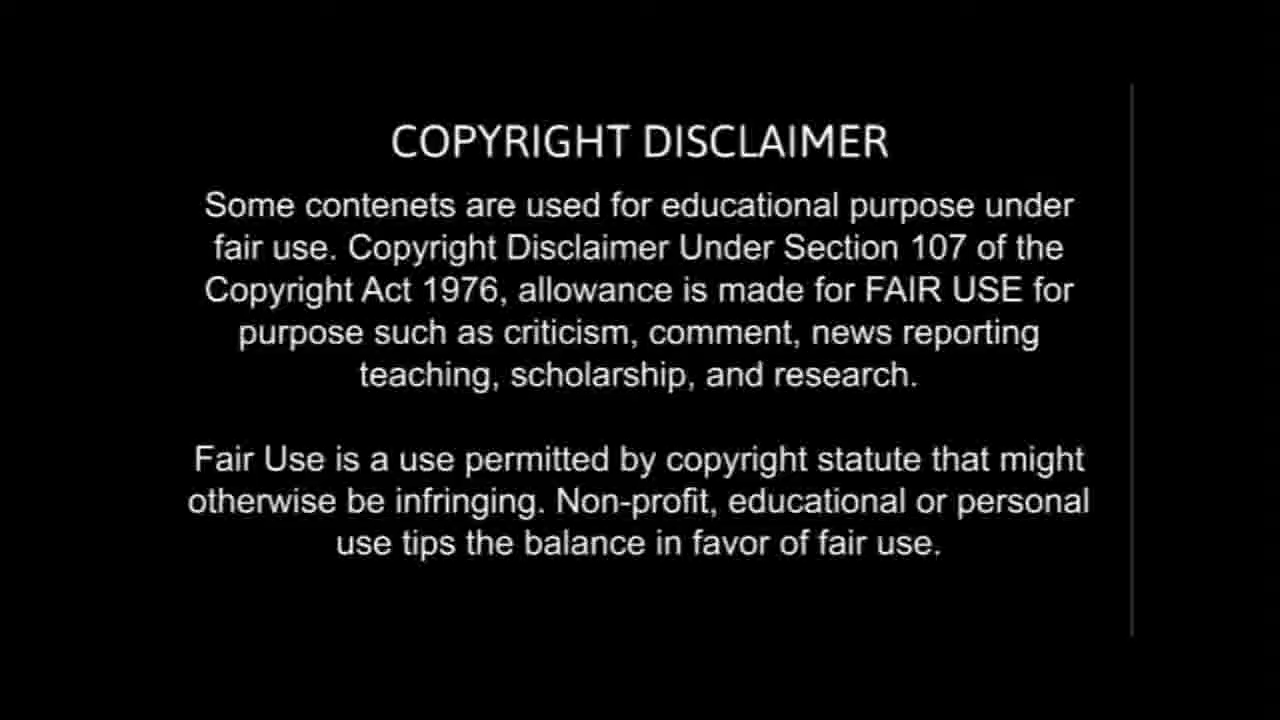 COPYRIGHT DISCLAIMER
Some contenets are used for educational purpose under
fair use. Copyright Disclaimer Under Section 107 of the
Copyright Act 1976, allowance is made for FAIR USE for
purpose such as criticism, comment, news reporting
teaching, scholarship, and research.
Fair Use is a use permitted by copyright statute that might
otherwise be infringing. Non-profit, educational or personal
use tips the balance in favor of fair use.